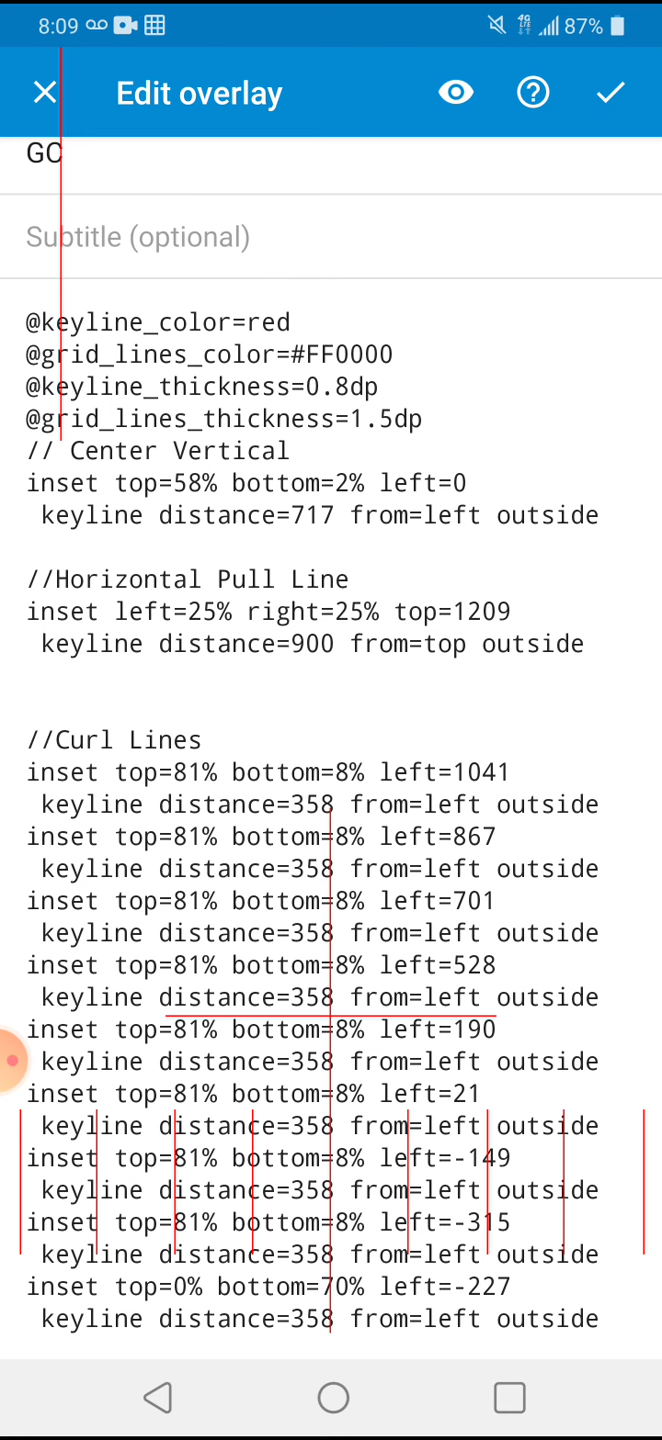 8:09
4G LTE 87%
Edit overlay
GC
Subtitle (optional)
@keyline_color=red
@grid_lines_color=#FF0000
@keyline_thickness=0.8dp
@grid_lines_thickness=1.5dp
// Center Vertical
inset top=58% bottom=2% left=0
keyline distance=717 from=left outside
//Horizontal Pull Line
inset left=25% right=25% top=1209
keyline distance=900 from=top outside
//Curl Lines
inset top=81% bottom=8% left=1041
keyline distance=358 from=left outside
inset top=81% bottom=8% left=867
keyline distance=358 from=left outside
inset top=81% bottom=8% left=701
keyline distance=358 from=left outside
inset top=81% bottom=8% left=528
keyline distance=358 from=left outside
inset top=81% bottom=8% left=190
keyline distance=358 from=left outside
inset top=81% bottom=8% left=21
keyline distance=358 from=left outside
inset top=81% bottom=8% left=-149
keyline distance=358 from=left outside
inset top=81% bottom=8% left=-315
keyline distance=358 from=left outside
inset top=0% bottom=70% left=-227
keyline distance=358 from=left outside